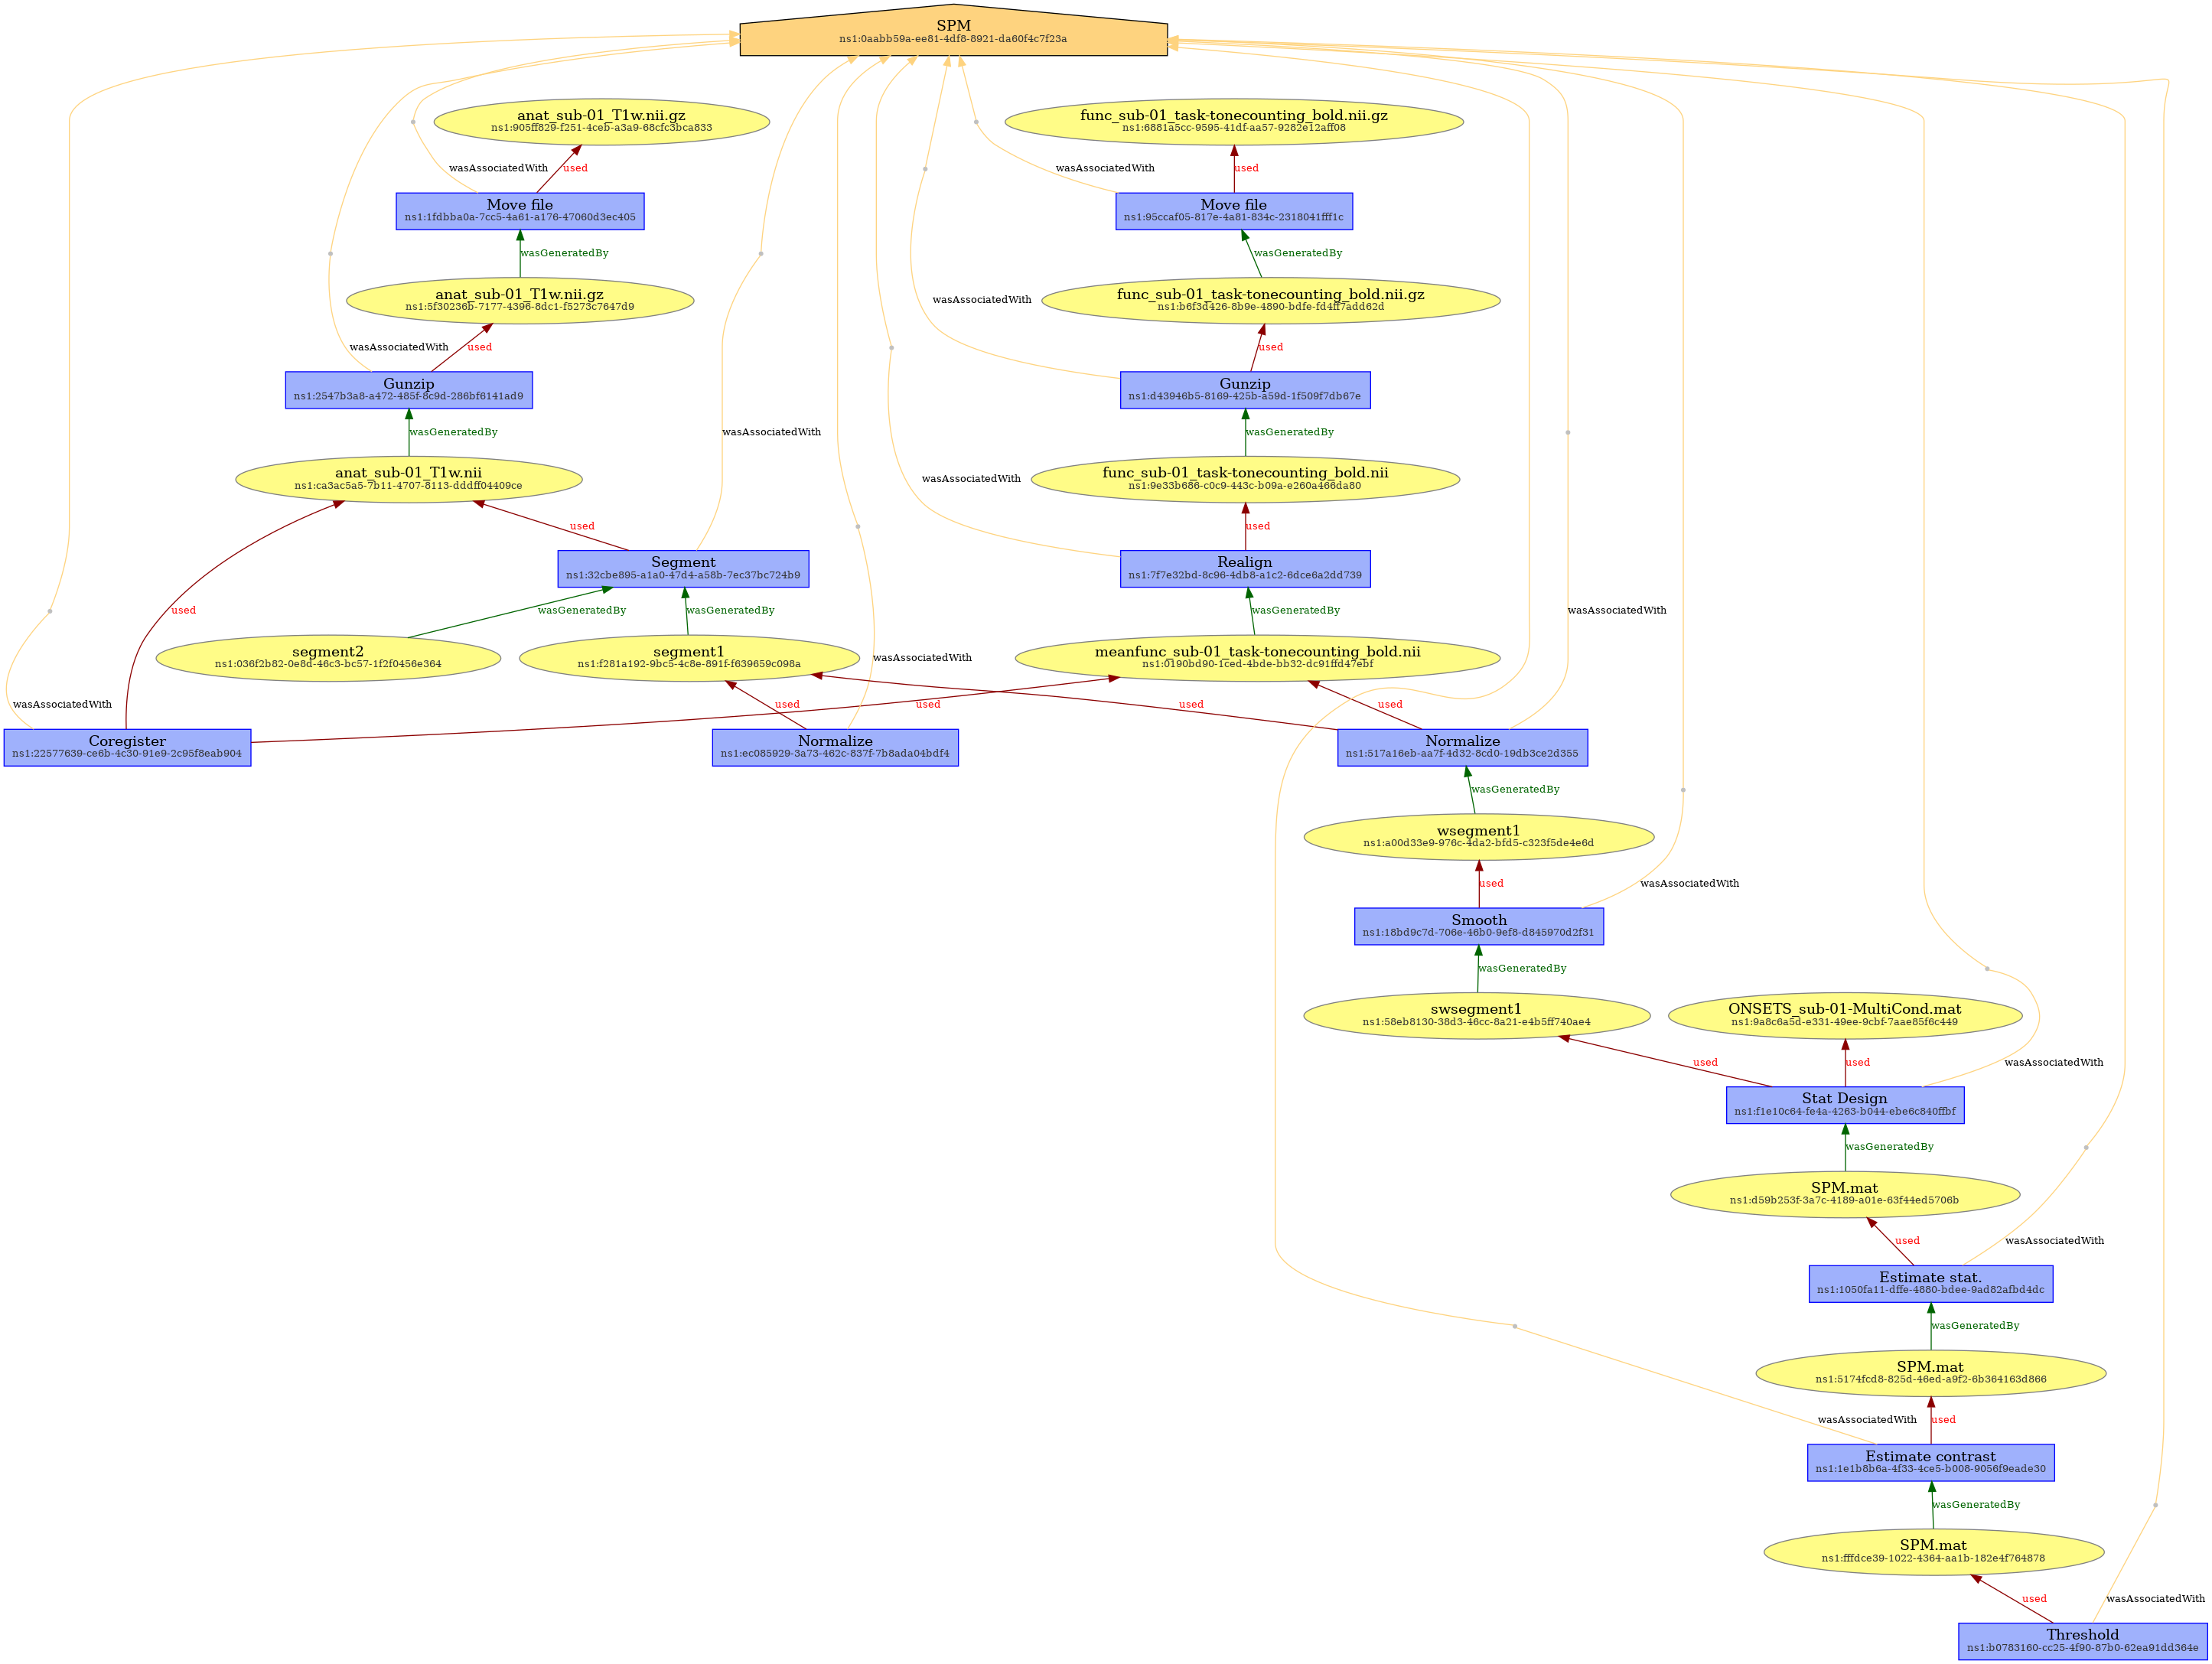 SPM
ns1:0aabb59a-ee81-4df8-8921-da60f4c7f23a
anat_sub-01_T1w.nii.gz
ns1:905ff829-f251-4ceb-a3a9-68cfc3bca833
func_sub-01_task-tonecounting_bold.nii.gz
ns1:6881a5cc-9595-41df-aa57-9282e12aff08
wasAssociatedWith
used
wasAssociatedWith
used
Move file
ns1:1fdbba0a-7cc5-4a61-a176-47060d3ec405
Move file
ns1:95ccaf05-817e-4a81-834c-2318041fff1c
wasGeneratedBy
wasGeneratedBy
anat_sub-01_T1w.nii.gz
ns1:5f30236b-7177-4396-8dc1-f5273c7647d9
wasAssociatedWith
func_sub-01_task-tonecounting_bold.nii.gz
ns1:b6f3d426-8b9e-4890-bdfe-fd4ff7add62d
wasAssociatedWith
used
used
Gunzip
ns1:2547b3a8-a472-485f-8c9d-286bf6141ad9
Gunzip
ns1:d43946b5-8169-425b-a59d-1f509f7db67e
wasGeneratedBy
wasAssociatedWith
wasGeneratedBy
anat_sub-01_T1w.nii
ns1:ca3ac5a5-7b11-4707-8113-dddff04409ce
wasAssociatedWith
func_sub-01_task-tonecounting_bold.nii
ns1:9e33b686-c0c9-443c-b09a-e260a466da80
used
used
Segment
ns1:32cbe895-a1a0-47d4-a58b-7ec37bc724b9
Realign
ns1:7f7e32bd-8c96-4db8-a1c2-6dce6a2dd739
used
wasGeneratedBy
wasGeneratedBy
wasGeneratedBy
wasAssociatedWith
segment2
ns1:036f2b82-0e8d-46c3-bc57-1f2f0456e364
segment1
ns1:f281a192-9bc5-4c8e-891f-f639659c098a
wasAssociatedWith
meanfunc_sub-01_task-tonecounting_bold.nii
ns1:0190bd90-1ced-4bde-bb32-dc91ffd47ebf
wasAssociatedWith
used
used
used
used
Coregister
ns1:22577639-ce6b-4c30-91e9-2c95f8eab904
Normalize
ns1:ec085929-3a73-462c-837f-7b8ada04bdf4
Normalize
ns1:517a16eb-aa7f-4d32-8cd0-19db3ce2d355
wasGeneratedBy
wsegment1
ns1:a00d33e9-976c-4da2-bfd5-c323f5de4e6d
used
wasAssociatedWith
Smooth
ns1:18bd9c7d-706e-46b0-9ef8-d845970d2f31
wasGeneratedBy
swsegment1
ns1:58eb8130-38d3-46cc-8a21-e4b5ff740ae4
ONSETS_sub-01-MultiCond.mat
ns1:9a8c6a5d-e331-49ee-9cbf-7aae85f6c449
used
used
wasAssociatedWith
Stat Design
ns1:f1e10c64-fe4a-4263-b044-ebe6c840ffbf
wasGeneratedBy
SPM.mat
ns1:d59b253f-3a7c-4189-a01e-63f44ed5706b
used
wasAssociatedWith
Estimate stat.
ns1:1050fa11-dffe-4880-bdee-9ad82afbd4dc
wasGeneratedBy
SPM.mat
ns1:5174fcd8-825d-46ed-a9f2-6b364163d866
wasAssociatedWith
used
Estimate contrast
ns1:1e1b8b6a-4f33-4ce5-b008-9056f9eade30
wasGeneratedBy
SPM.mat
ns1:fffdce39-1022-4364-aa1b-182e4f764878
used
wasAssociatedWith
Threshold
ns1:b0783160-cc25-4f90-87b0-62ea91dd364e